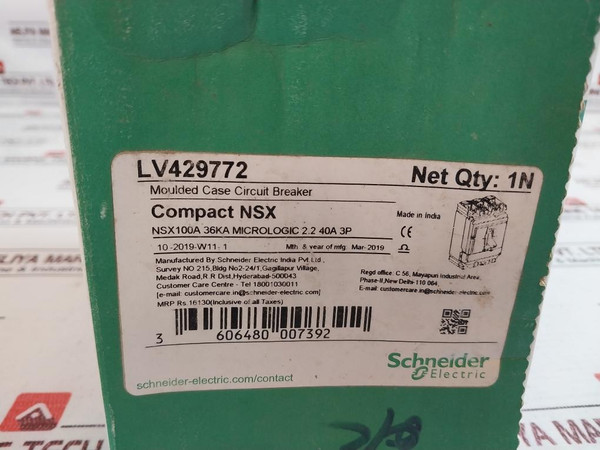 LV429772
Net Qty: 1N
Moulded Case Circuit Breaker
Compact NSX
NSX100A 36KA MICROLOGIC 2.2 40A 3P
Made in India
10 -2019-W11- 1
Mth & year of mfg Mar- 2019
Manufactured By Schneider Electric India Pvt Ltd.,
Survey NO 215,Bldg No2-24/1,Gagillapur Village,
Medak Road,R.R Dist,Hyderabad-500043
Customer Care Centre - Tel 18001030011
[e-mail: customercare.in@schneider-electric.com]
MRP Rs.16130(Inclusive of all Taxes)
Regd office: C 56, Mayapuri Industrial Area,
Phase-II,New Delhi-110 064,
E-mail: customercare.in@schneider-electric.com
3 606480 007392
Schneider
Electric
schneider-electric.com/contact